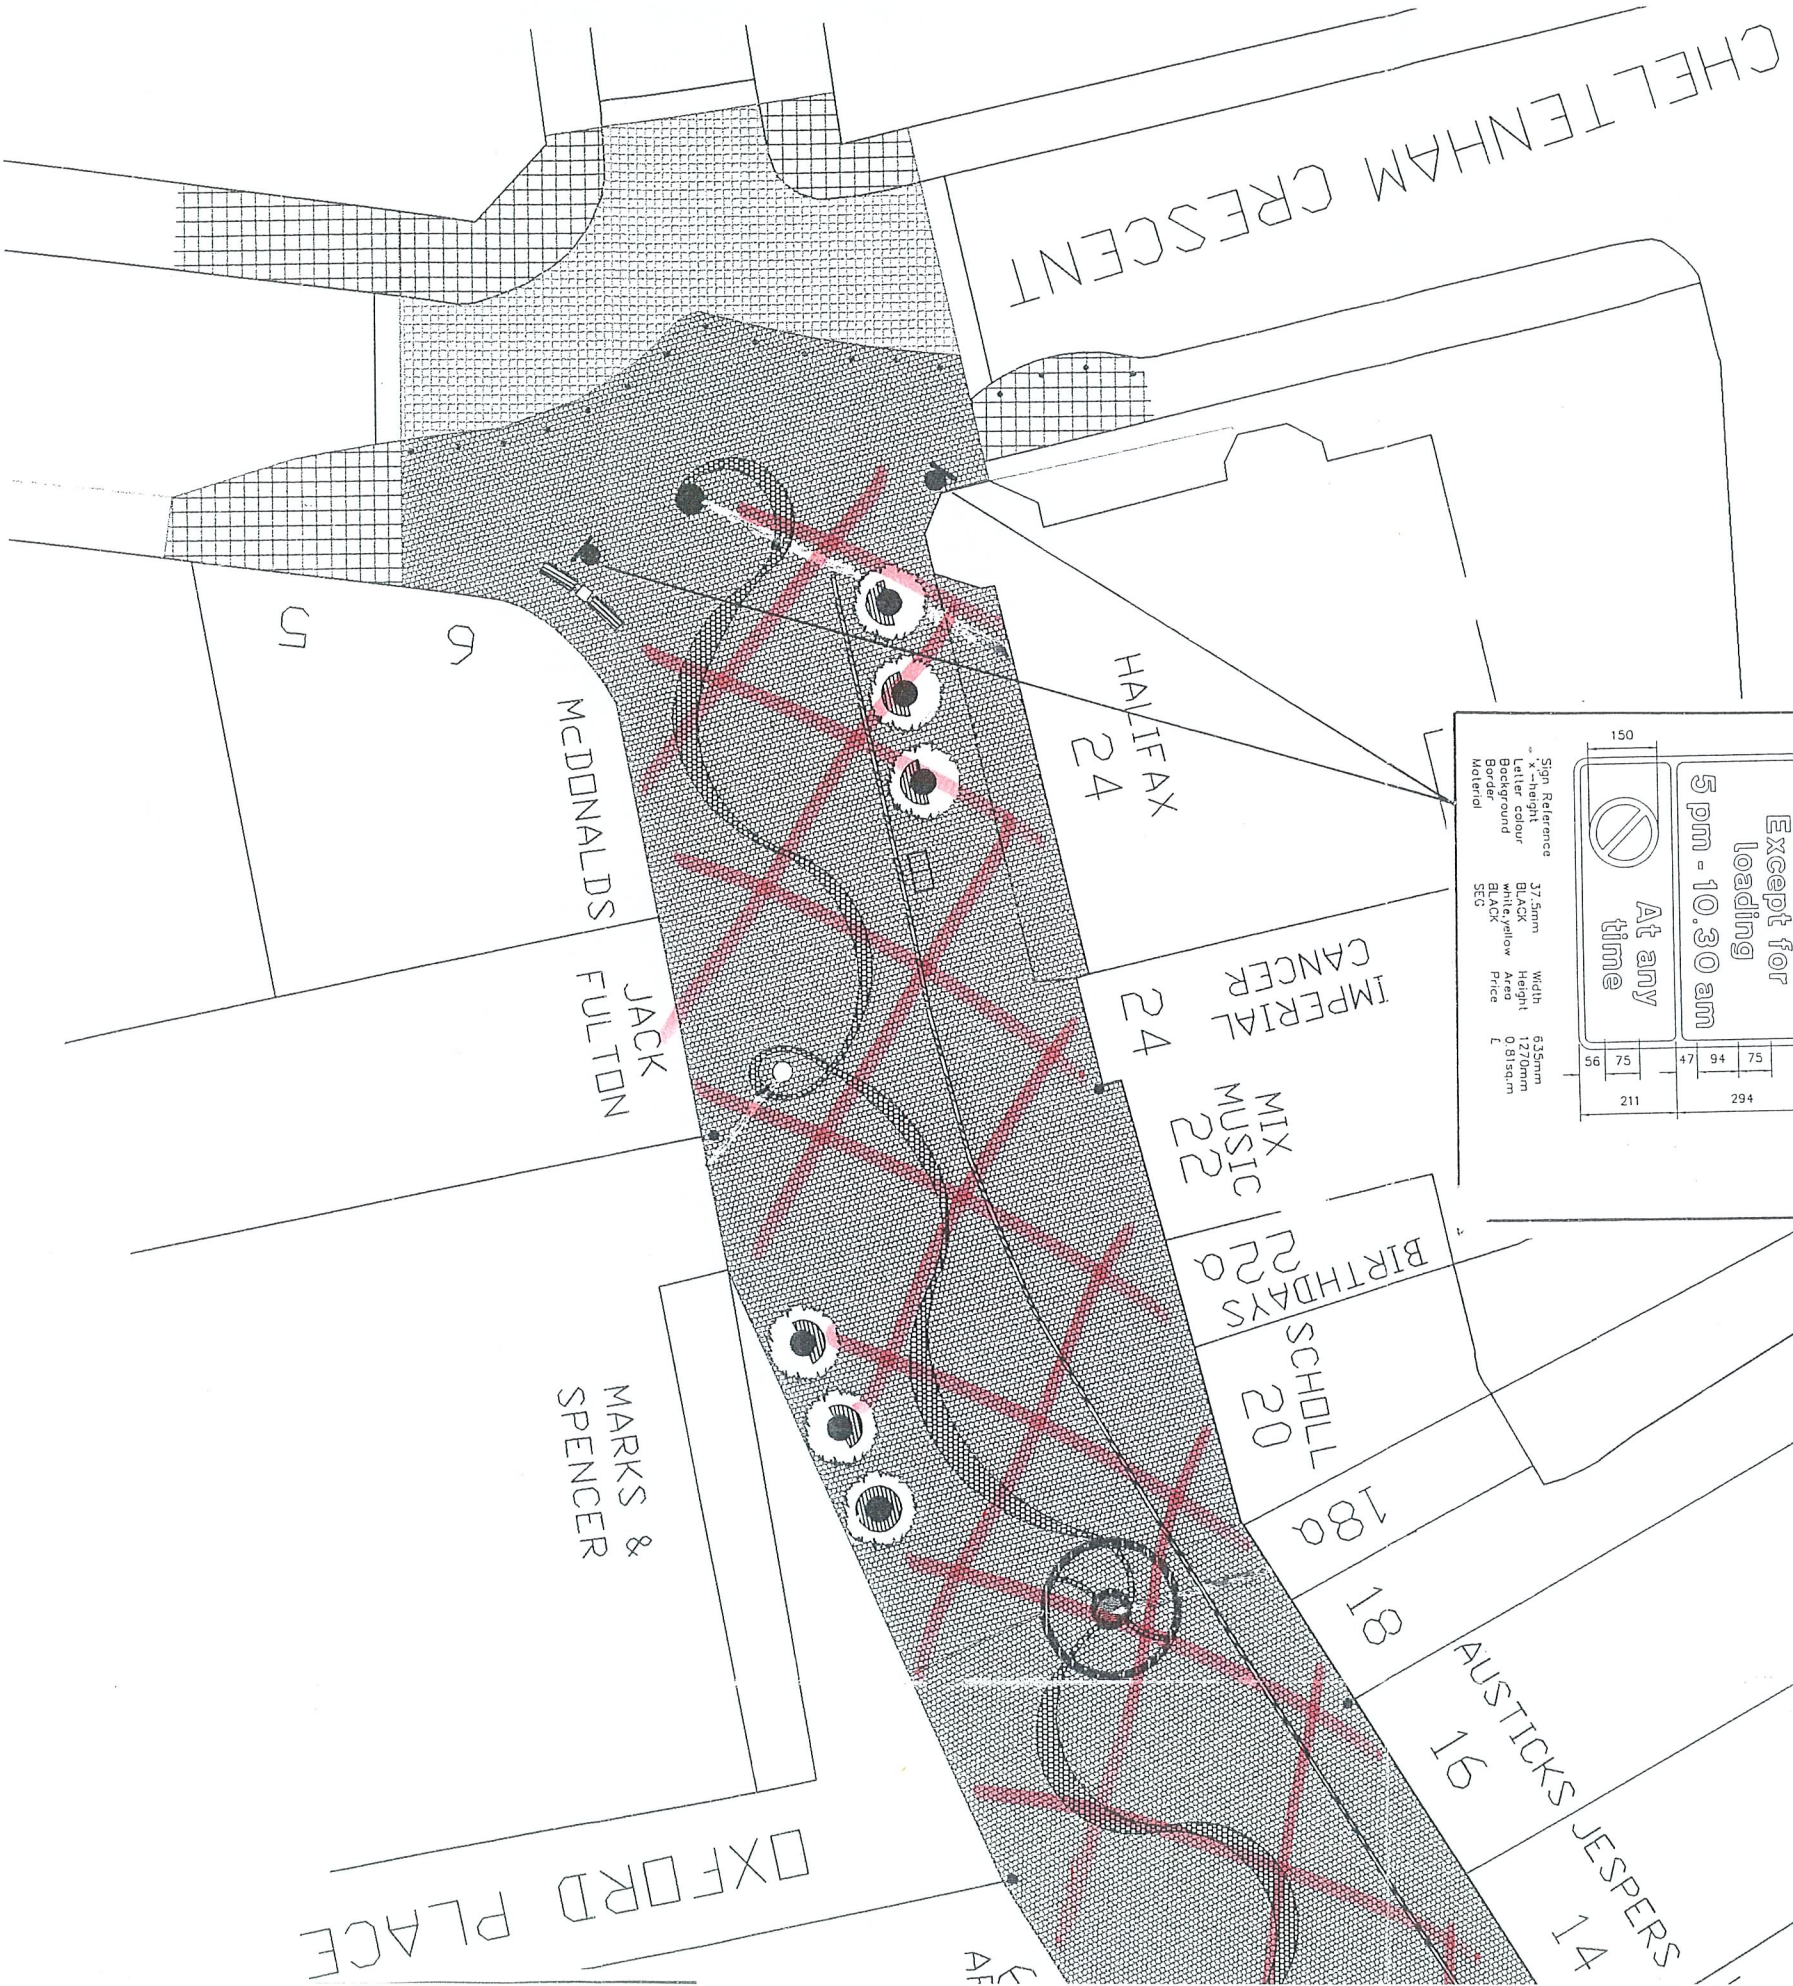 CHELTENHAM CRESCENT
5
6
McDONALDS
HALIFAX
24
Except for
loading
5 pm - 10.30 am
At any
time
150
Sign Reference
"x"-height 37.5mm Width 635mm
Letter colour BLACK Height 1270mm
Background white,yellow Area 0.81sq.m
Border BLACK Price £
Material SEG
56
75
47
94
75
211
294
JACK
FULTON
IMPERIAL
CANCER
24
MIX
MUSIC
22
BIRTHDAYS
22a
SCHOLL
20
MARKS &
SPENCER
18a
18
AUSTICKS
16
JESPERS
14
OXFORD PLACE